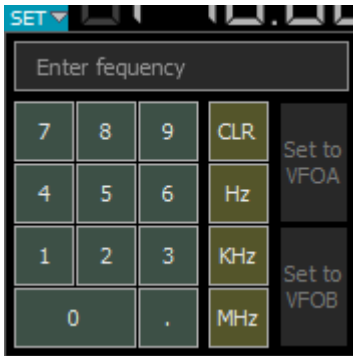 SET
Enter fequency
7 8 9 CLR
Set to
VFOA
4 5 6 Hz
1 2 3 KHz
Set to
VFOB
0 . MHz